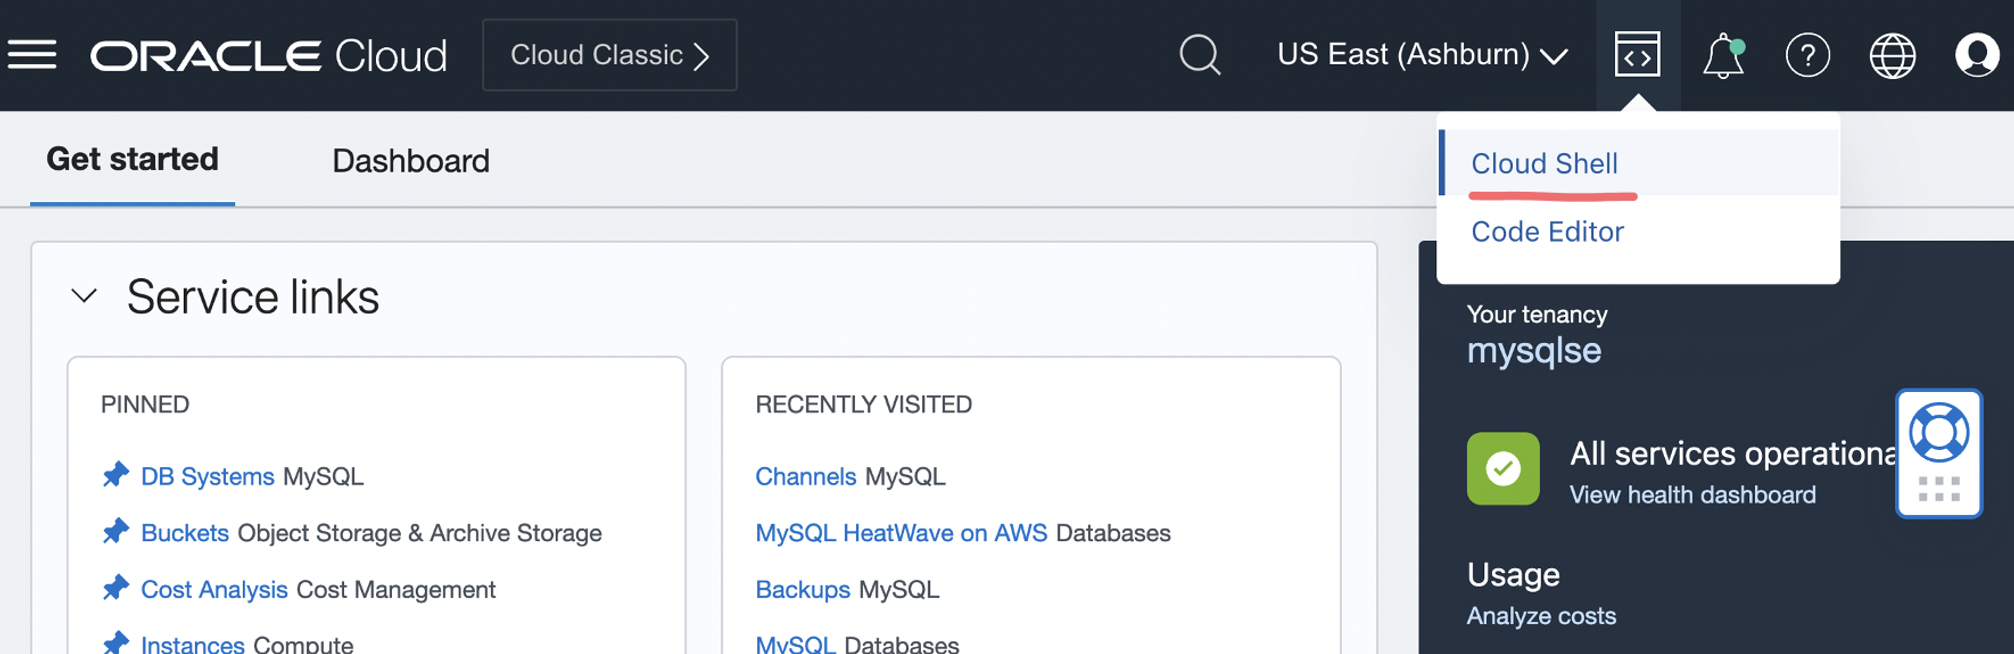 ORACLE Cloud
Cloud Classic
US East (Ashburn)
Cloud Shell
Code Editor
Get started
Dashboard
Service links
PINNED
DB Systems MySQL
Buckets Object Storage & Archive Storage
Cost Analysis Cost Management
Instances Compute
RECENTLY VISITED
Channels MySQL
MySQL HeatWave on AWS Databases
Backups MySQL
MySQL Databases
Your tenancy
mysqlse
All services operationa
View health dashboard
Usage
Analyze costs